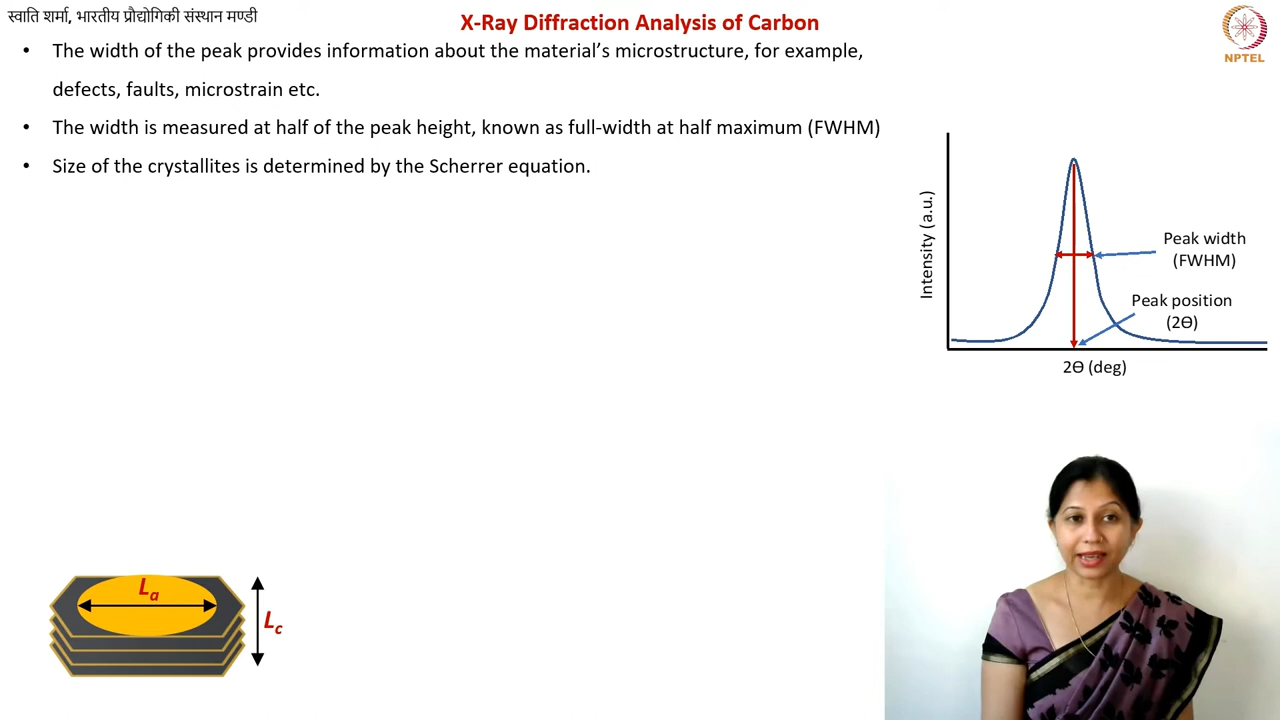 स्वाति शर्मा, भारतीय प्रौद्योगिकी संस्थान मण्डी
X-Ray Diffraction Analysis of Carbon
NPTEL
• The width of the peak provides information about the material’s microstructure, for example,
defects, faults, microstrain etc.
• The width is measured at half of the peak height, known as full-width at half maximum (FWHM)
• Size of the crystallites is determined by the Scherrer equation.
Intensity (a.u.)
Peak width
(FWHM)
Peak position
(2ϴ)
2ϴ (deg)
La
Lc